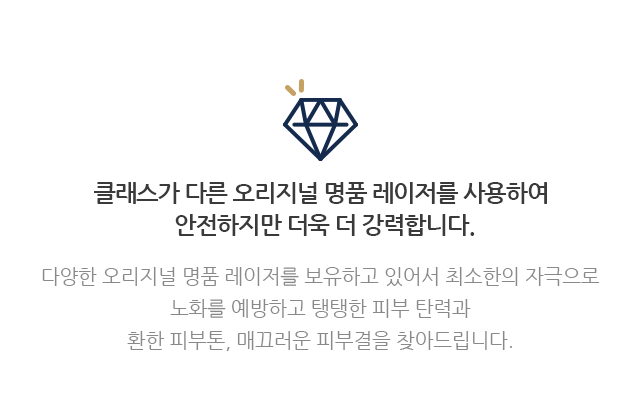 클래스가 다른 오리지널 명품 레이저를 사용하여
안전하지만 더욱 더 강력합니다.
다양한 오리지널 명품 레이저를 보유하고 있어서 최소한의 자극으로
노화를 예방하고 탱탱한 피부 탄력과
환한 피부톤, 매끄러운 피부결을 찾아드립니다.